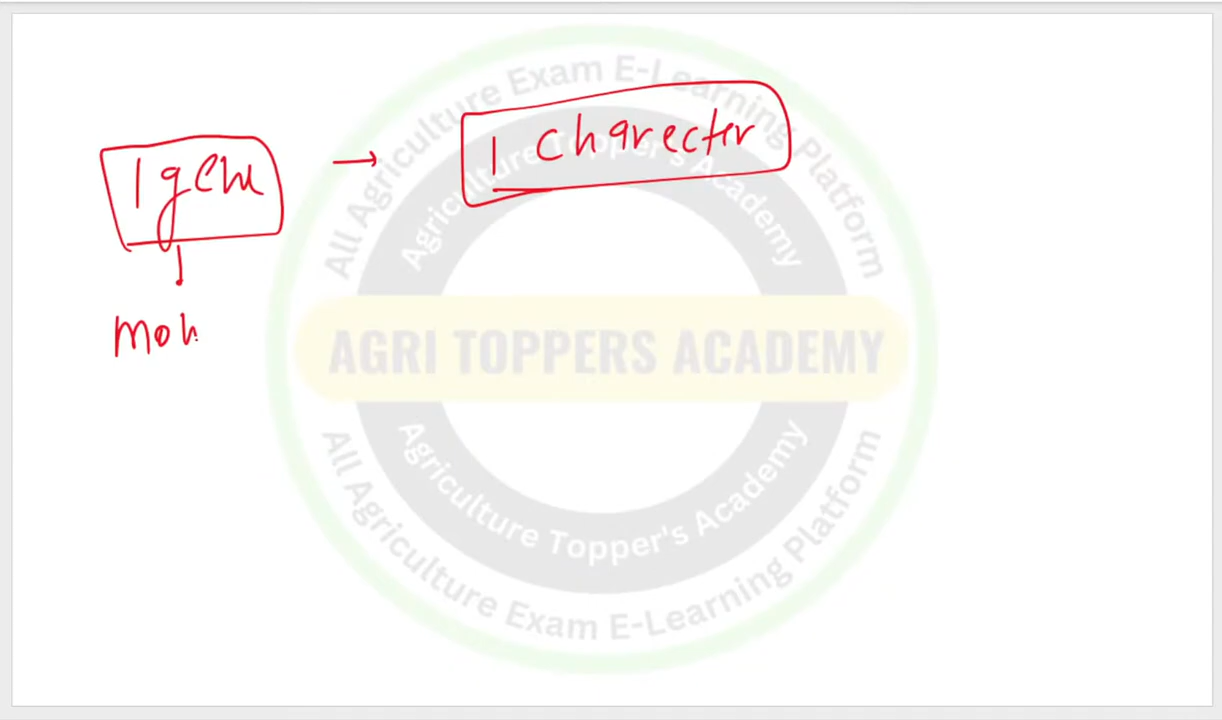 1 gene → 1 Charecter
Mon
All Agriculture Exam E-Learning Platform
Agriculture Topper's Academy
AGRI TOPPERS ACADEMY
Agriculture Topper's Academy
All Agriculture Exam E-Learning Platform